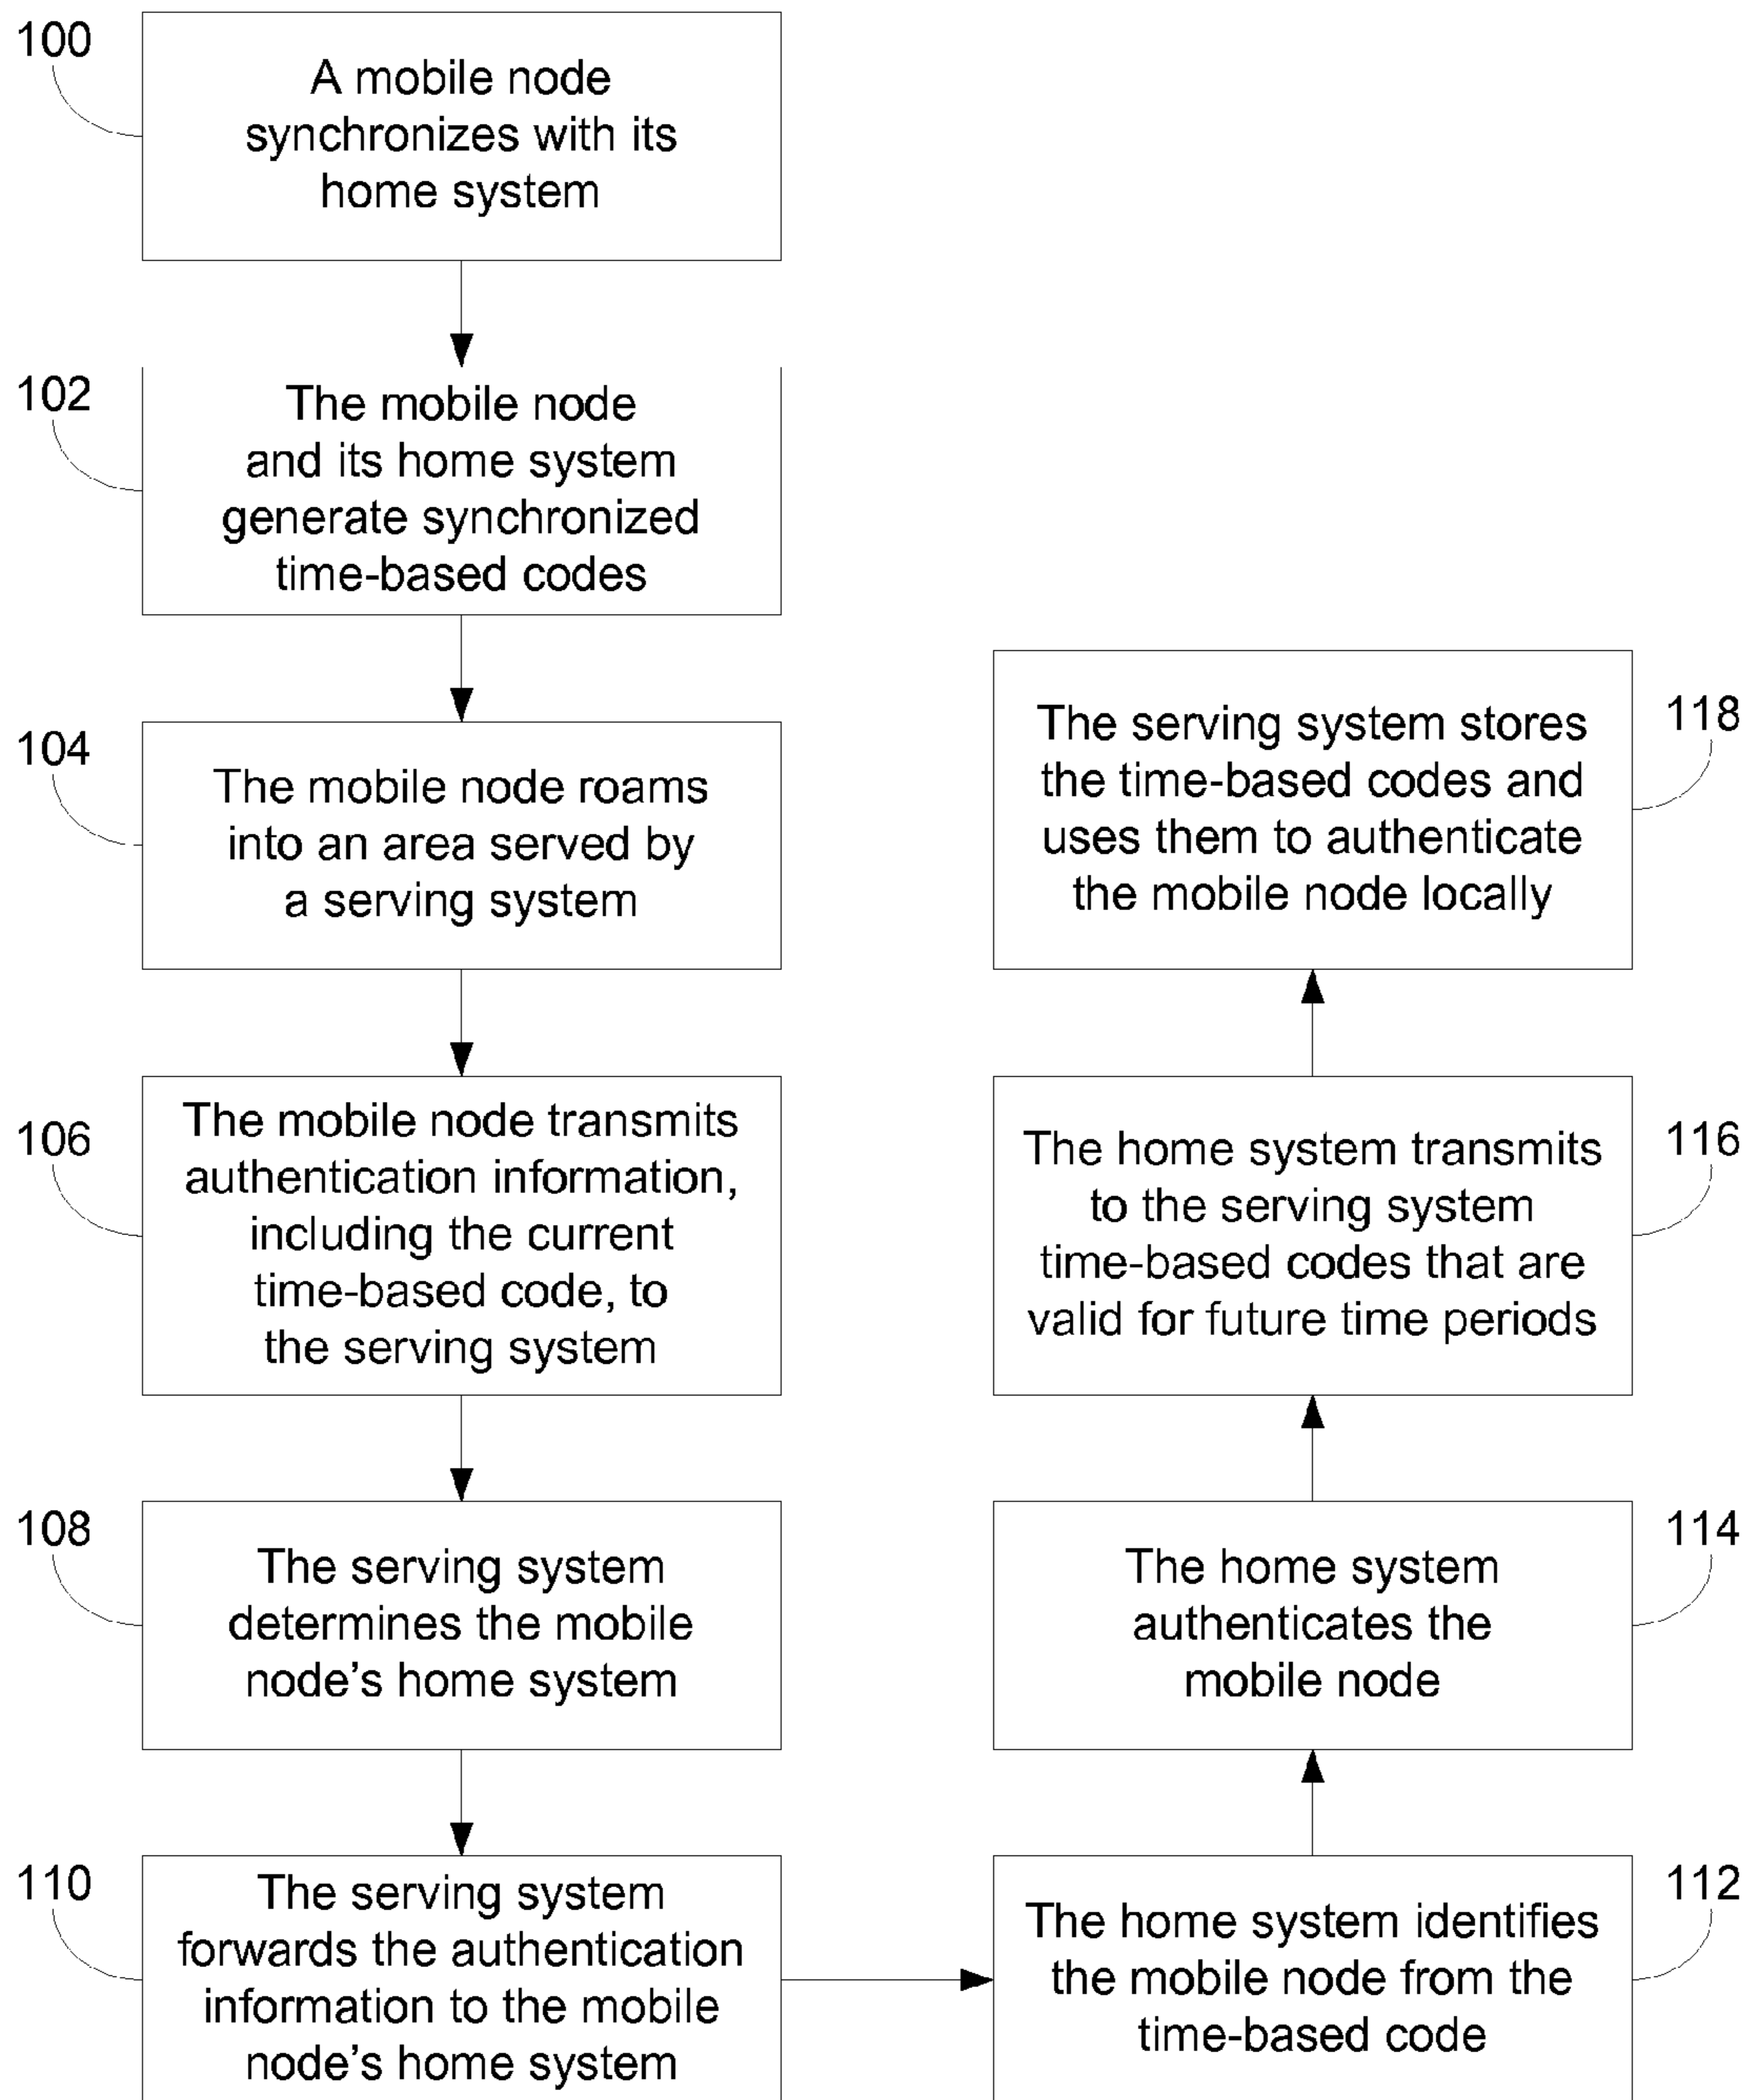 100
A mobile node
synchronizes with its
home system
102
The mobile node
and its home system
generate synchronized
time-based codes
104
The mobile node roams
into an area served by
a serving system
106
The mobile node transmits
authentication information,
including the current
time-based code, to
the serving system
108
The serving system
determines the mobile
node's home system
110
The serving system
forwards the authentication
information to the mobile
node's home system
112
The home system identifies
the mobile node from the
time-based code
114
The home system
authenticates the
mobile node
116
The home system transmits
to the serving system
time-based codes that are
valid for future time periods
118
The serving system stores
the time-based codes and
uses them to authenticate
the mobile node locally